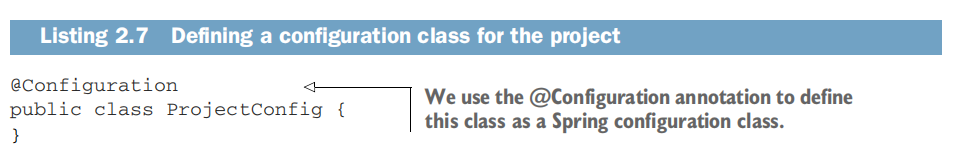 Listing 2.7 Defining a configuration class for the project
@Configuration
public class ProjectConfig {
}
We use the @Configuration annotation to define
this class as a Spring configuration class.